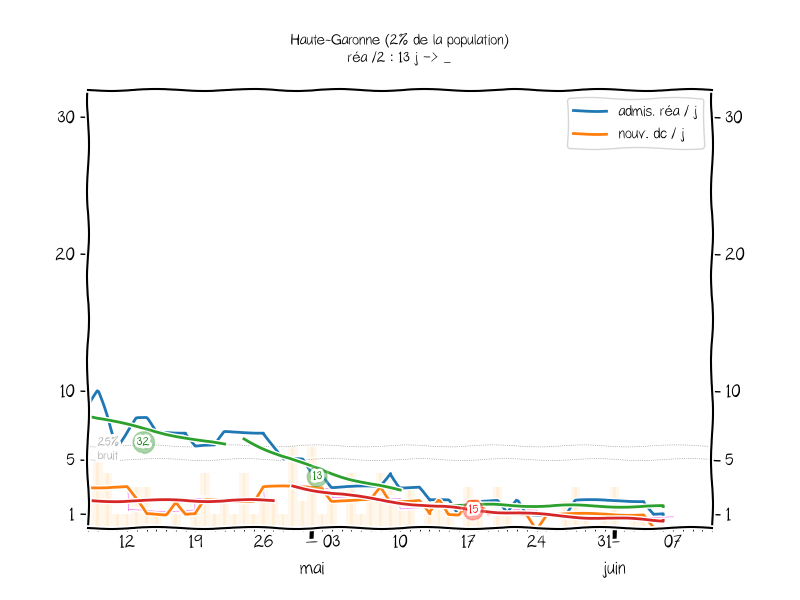 Haute-Garonne (2% de la population)
réa /2 : 13 j -> _
admis. réa / j
nouv. dc / j
30
30
20
20
10
10
25%
bruit
32
13
15
5
5
1
1
12 19 26 03 10 17 24 31 07
mai juin